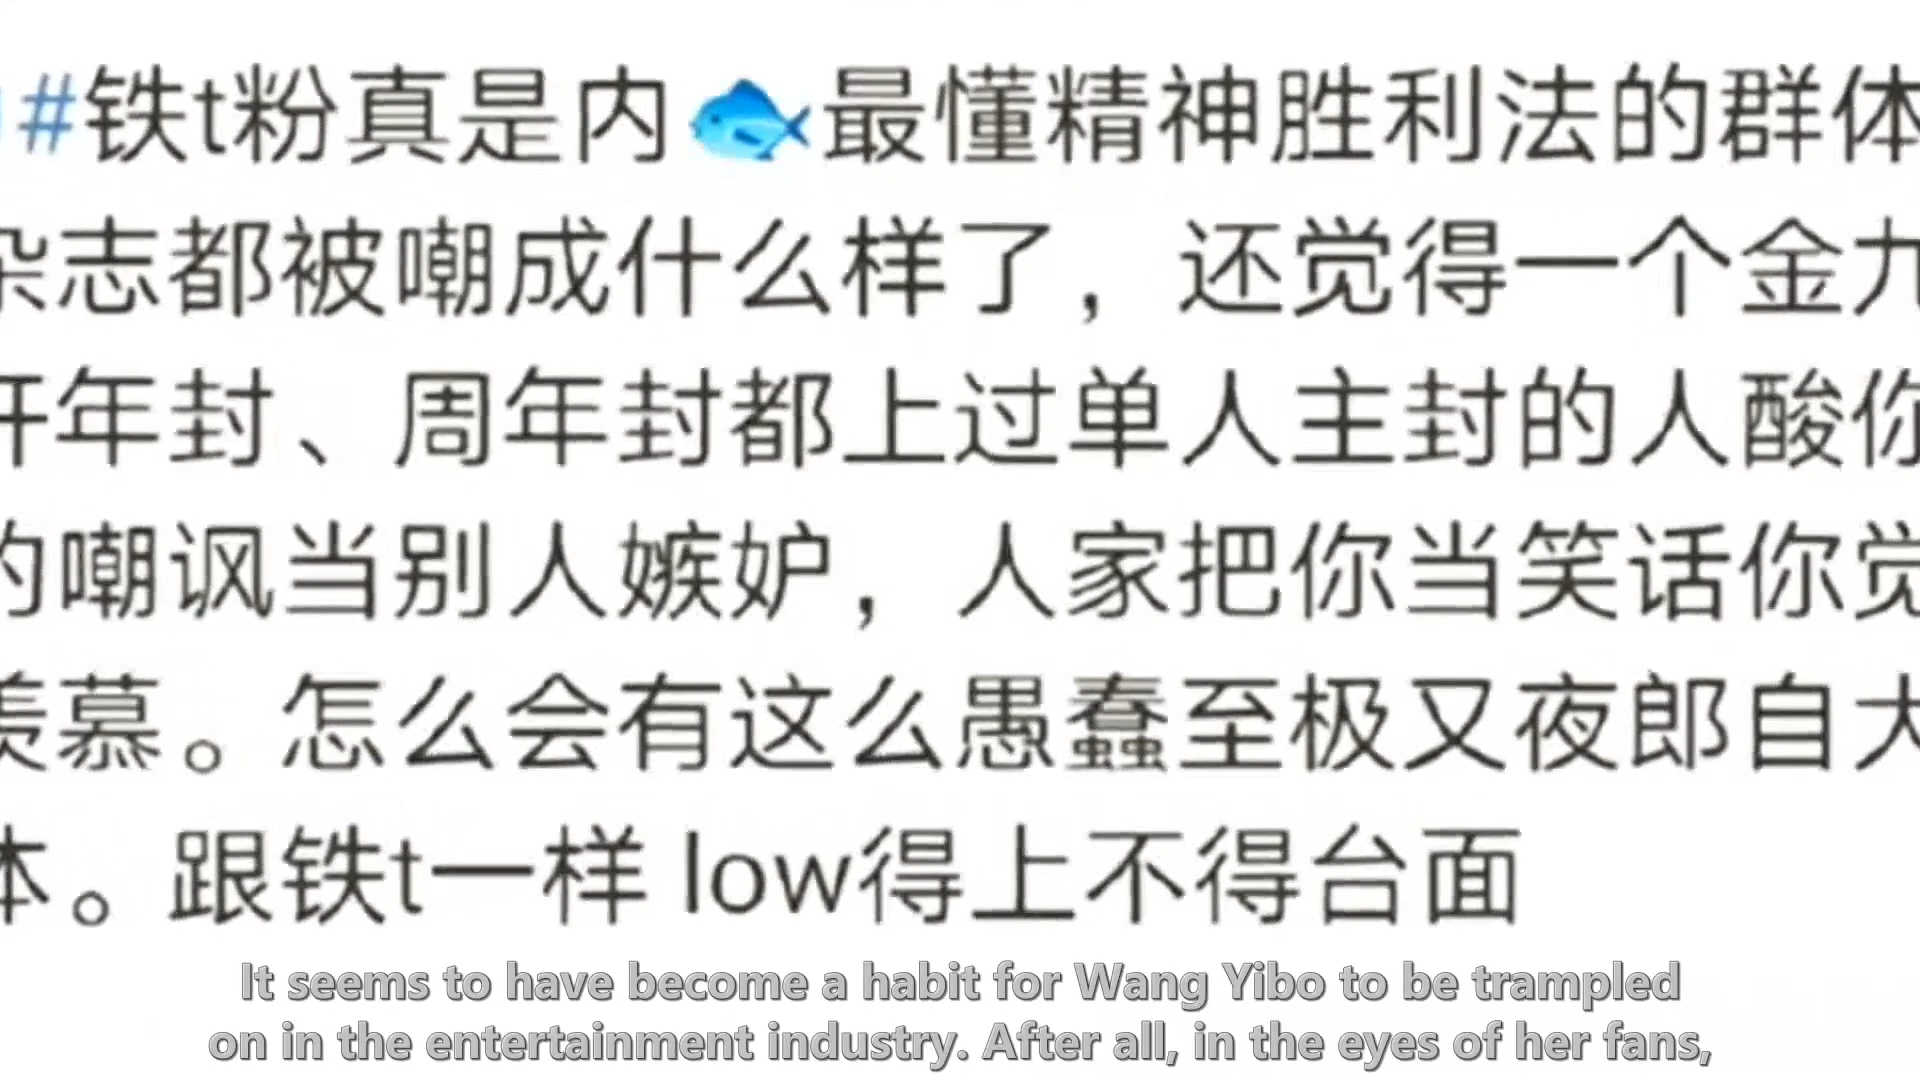 #铁t粉真是内🐟最懂精神胜利法的群体
杂志都被嘲成什么样了，还觉得一个金九
开年封、周年封都上过单人主封的人酸你
的嘲讽当别人嫉妒，人家把你当笑话你觉
羡慕。怎么会有这么愚蠢至极又夜郎自大
体。跟铁t一样 low得上不得台面
It seems to have become a habit for Wang Yibo to be trampled
on in the entertainment industry. After all, in the eyes of her fans,